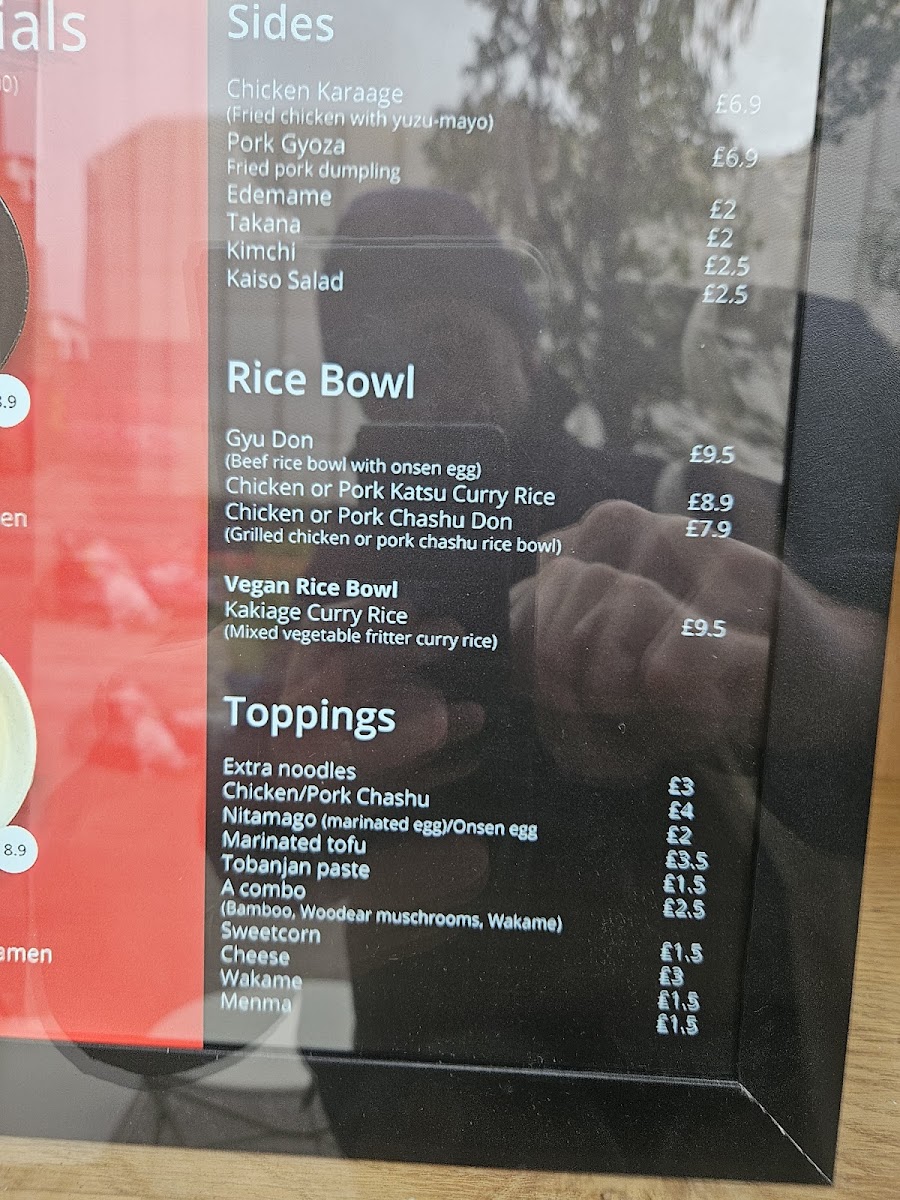 ials
0)
3.9
en
8.9
amen
Sides
Chicken Karaage £6.9
(Fried chicken with yuzu-mayo)
Pork Gyoza £6.9
Fried pork dumpling
Edemame £2
Takana £2
Kimchi £2.5
Kaiso Salad £2.5
Rice Bowl
Gyu Don £9.5
(Beef rice bowl with onsen egg)
Chicken or Pork Katsu Curry Rice £8.9
Chicken or Pork Chashu Don £7.9
(Grilled chicken or pork chashu rice bowl)
Vegan Rice Bowl
Kakiage Curry Rice £9.5
(Mixed vegetable fritter curry rice)
Toppings
Extra noodles £3
Chicken/Pork Chashu £4
Nitamago (marinated egg)/Onsen egg £2
Marinated tofu £3.5
Tobanjan paste £1.5
A combo £2.5
(Bamboo, Woodear muschrooms, Wakame)
Sweetcorn £1.5
Cheese £3
Wakame £1.5
Menma £1.5